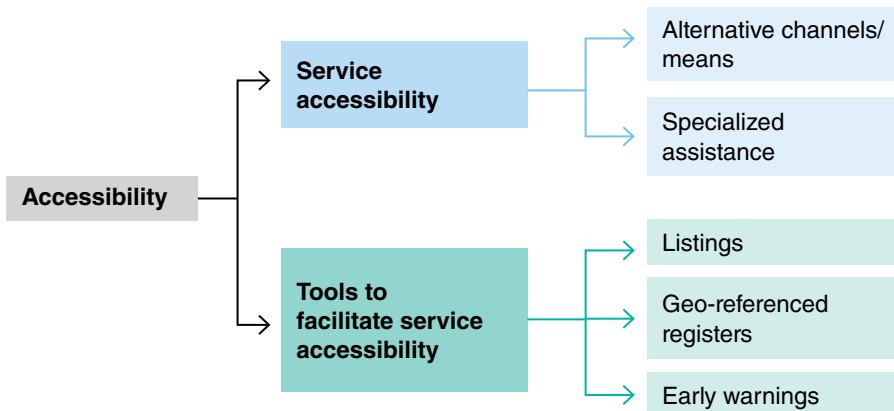 Accessibility
Service
accessibility
Alternative channels/
means
Specialized
assistance
Tools to
facilitate service
accessibility
Listings
Geo-referenced
registers
Early warnings